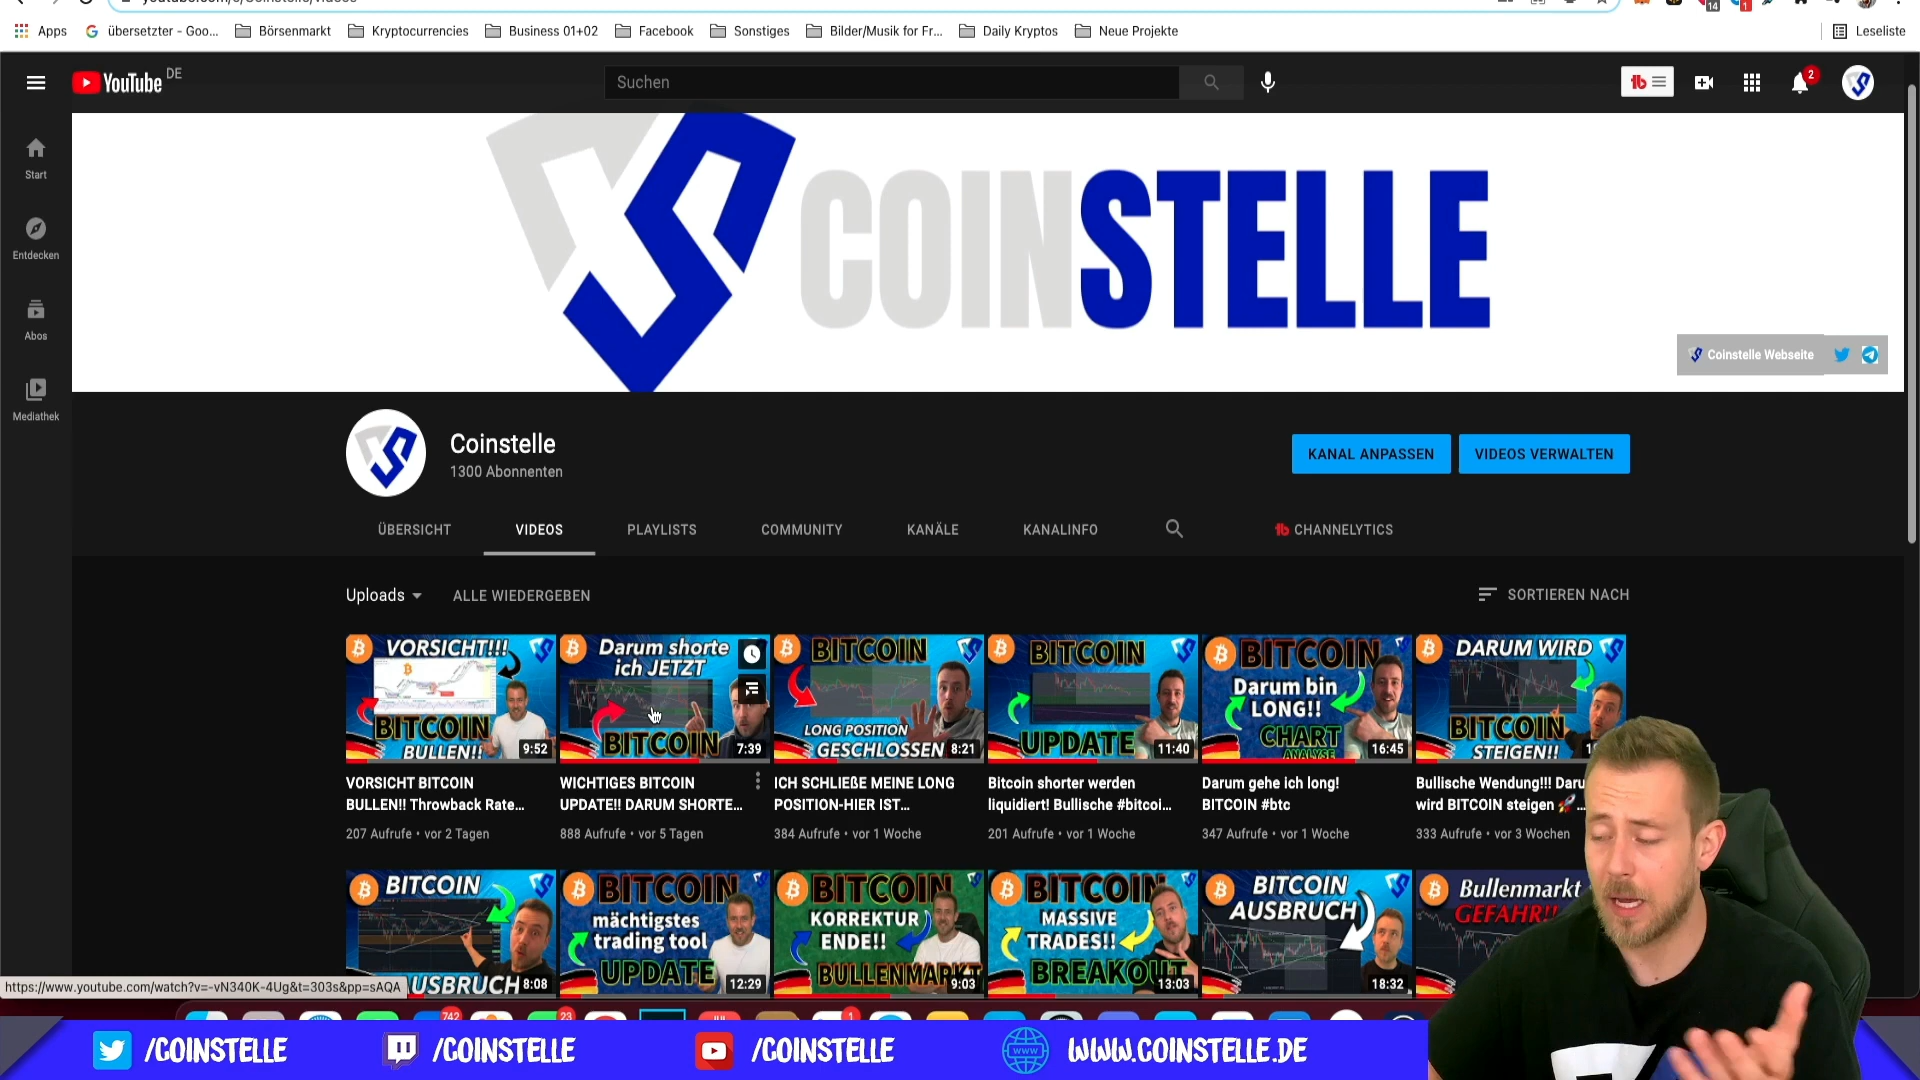 Apps
übersetzter - Goo...
Börsenmarkt
Kryptocurrencies
Business 01+02
Facebook
Sonstiges
Bilder/Musik for Fr...
Daily Kryptos
Neue Projekte
Leseliste
14
1
YouTube DE
Suchen
2
Start
Entdecken
Abos
Mediathek
COINSTELLE
Coinstelle Webseite
Coinstelle
1300 Abonnenten
KANAL ANPASSEN
VIDEOS VERWALTEN
ÜBERSICHT
VIDEOS
PLAYLISTS
COMMUNITY
KANÄLE
KANALINFO
CHANNELYTICS
Uploads
ALLE WIEDERGEBEN
SORTIEREN NACH
VORSICHT!!!
BITCOIN
BULLEN!!
9:52
Darum shorte
ich JETZT
BITCOIN
7:39
BITCOIN
LONG POSITION
GESCHLOSSEN
8:21
BITCOIN
UPDATE
11:40
BITCOIN
Darum bin
LONG!!
CHART
ANALYSE
16:45
DARUM WIRD
BITCOIN
STEIGEN!!
VORSICHT BITCOIN
BULLEN!! Throwback Rate...
207 Aufrufe • vor 2 Tagen
WICHTIGES BITCOIN
UPDATE!! DARUM SHORTE...
888 Aufrufe • vor 5 Tagen
ICH SCHLIEßE MEINE LONG
POSITION-HIER IST...
384 Aufrufe • vor 1 Woche
Bitcoin shorter werden
liquidiert! Bullische #bitcoi...
201 Aufrufe • vor 1 Woche
Darum gehe ich long!
BITCOIN #btc
347 Aufrufe • vor 1 Woche
Bullische Wendung!!! Daru
wird BITCOIN steigen 🚀...
333 Aufrufe • vor 3 Wochen
BITCOIN
AUSBRUCH
8:08
BITCOIN
mächtigstes
trading tool
UPDATE
12:29
BITCOIN
KORREKTUR
ENDE!!
BULLENMARKT
9:03
BITCOIN
MASSIVE
TRADES!!
BREAKOUT
13:03
BITCOIN
AUSBRUCH
18:32
Bullenmarkt
GEFAHR!!
https://www.youtube.com/watch?v=-vN340K-4Ug&t=303s&pp=sAQA
742
23
1
/COINSTELLE
/COINSTELLE
/COINSTELLE
WWW.COINSTELLE.DE